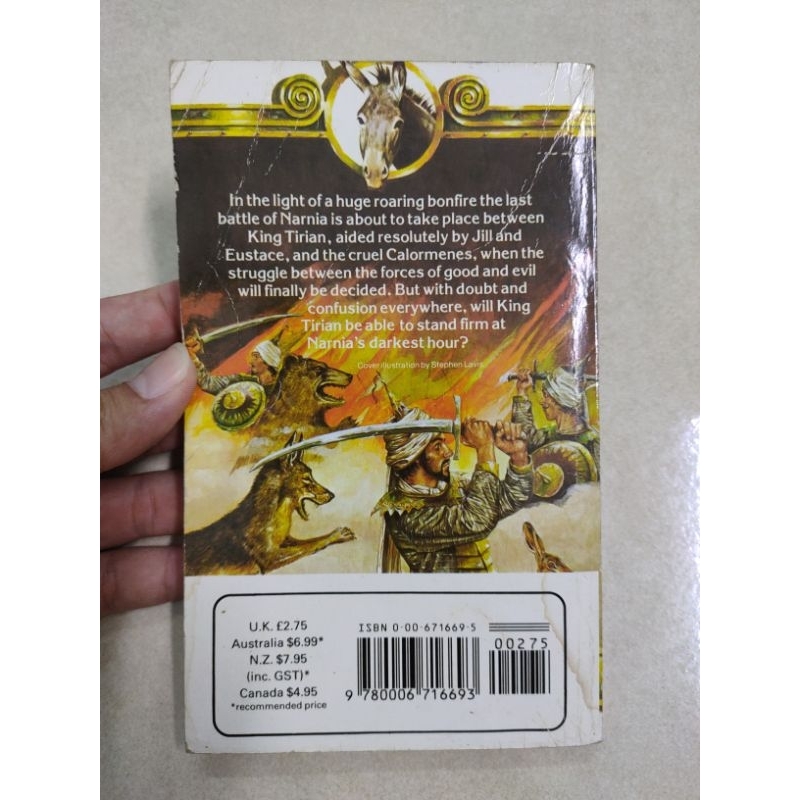 In the light of a huge roaring bonfire the last
battle of Narnia is about to take place between
King Tirian, aided resolutely by Jill and
Eustace, and the cruel Calormenes, when the
struggle between the forces of good and evil
will finally be decided. But with doubt and
confusion everywhere, will King
Tirian be able to stand firm at
Narnia's darkest hour?
Cover illustration by Stephen
U.K. £2.75
Australia $6.99*
N.Z. $7.95
(inc. GST)*
Canada $4.95
*recommended price
ISBN 0-00-671669-5
00275
9 780006 716693